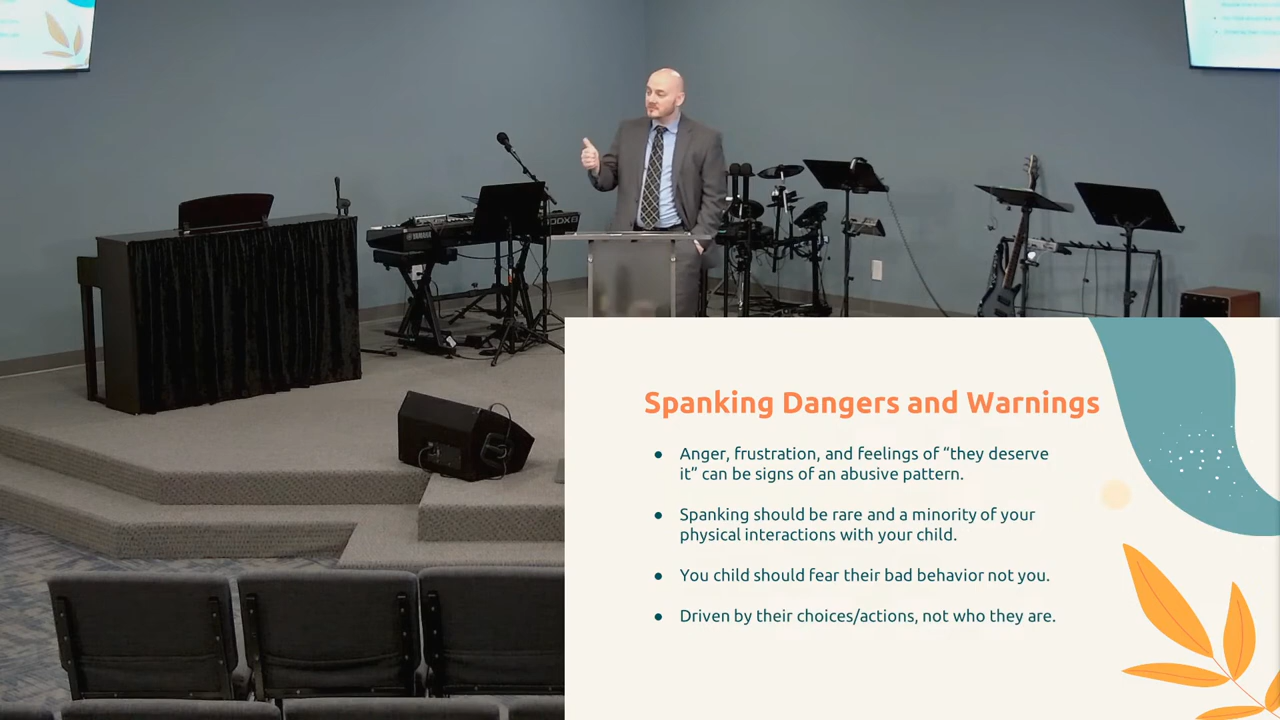 YAMAHA
Spanking Dangers and Warnings
● Anger, frustration, and feelings of “they deserve
it” can be signs of an abusive pattern.
● Spanking should be rare and a minority of your
physical interactions with your child.
● You child should fear their bad behavior not you.
● Driven by their choices/actions, not who they are.